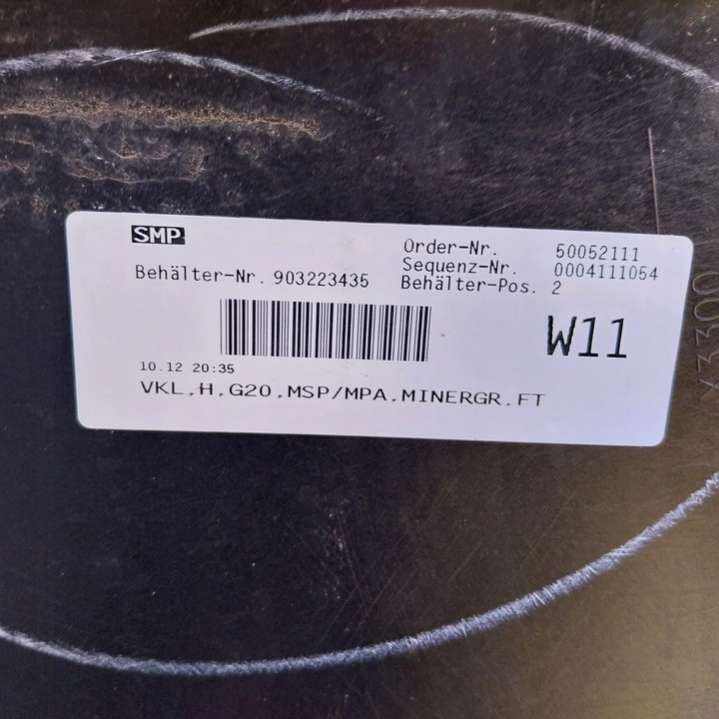 SMP
Order-Nr. 50052111
Sequenz-Nr. 0004111054
Behälter-Nr. 903223435
Behälter-Pos. 2
W11
10.12 20:35
VKL,H,G20,MSP/MPA,MINERGR,FT